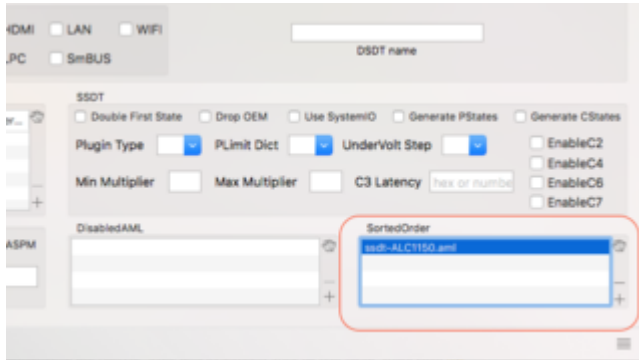 HDMI LAN WIFI
LPC SmBUS
DSDT name
SSDT
Double First State Drop OEM Use SystemIO Generate PStates Generate CStates
Plugin Type PLimit Dict UnderVolt Step EnableC2
EnableC4
Min Multiplier Max Multiplier C3 Latency hex or numbe EnableC6
EnableC7
ASPM DisabledAML SortedOrder
ssdt-ALC1150.aml